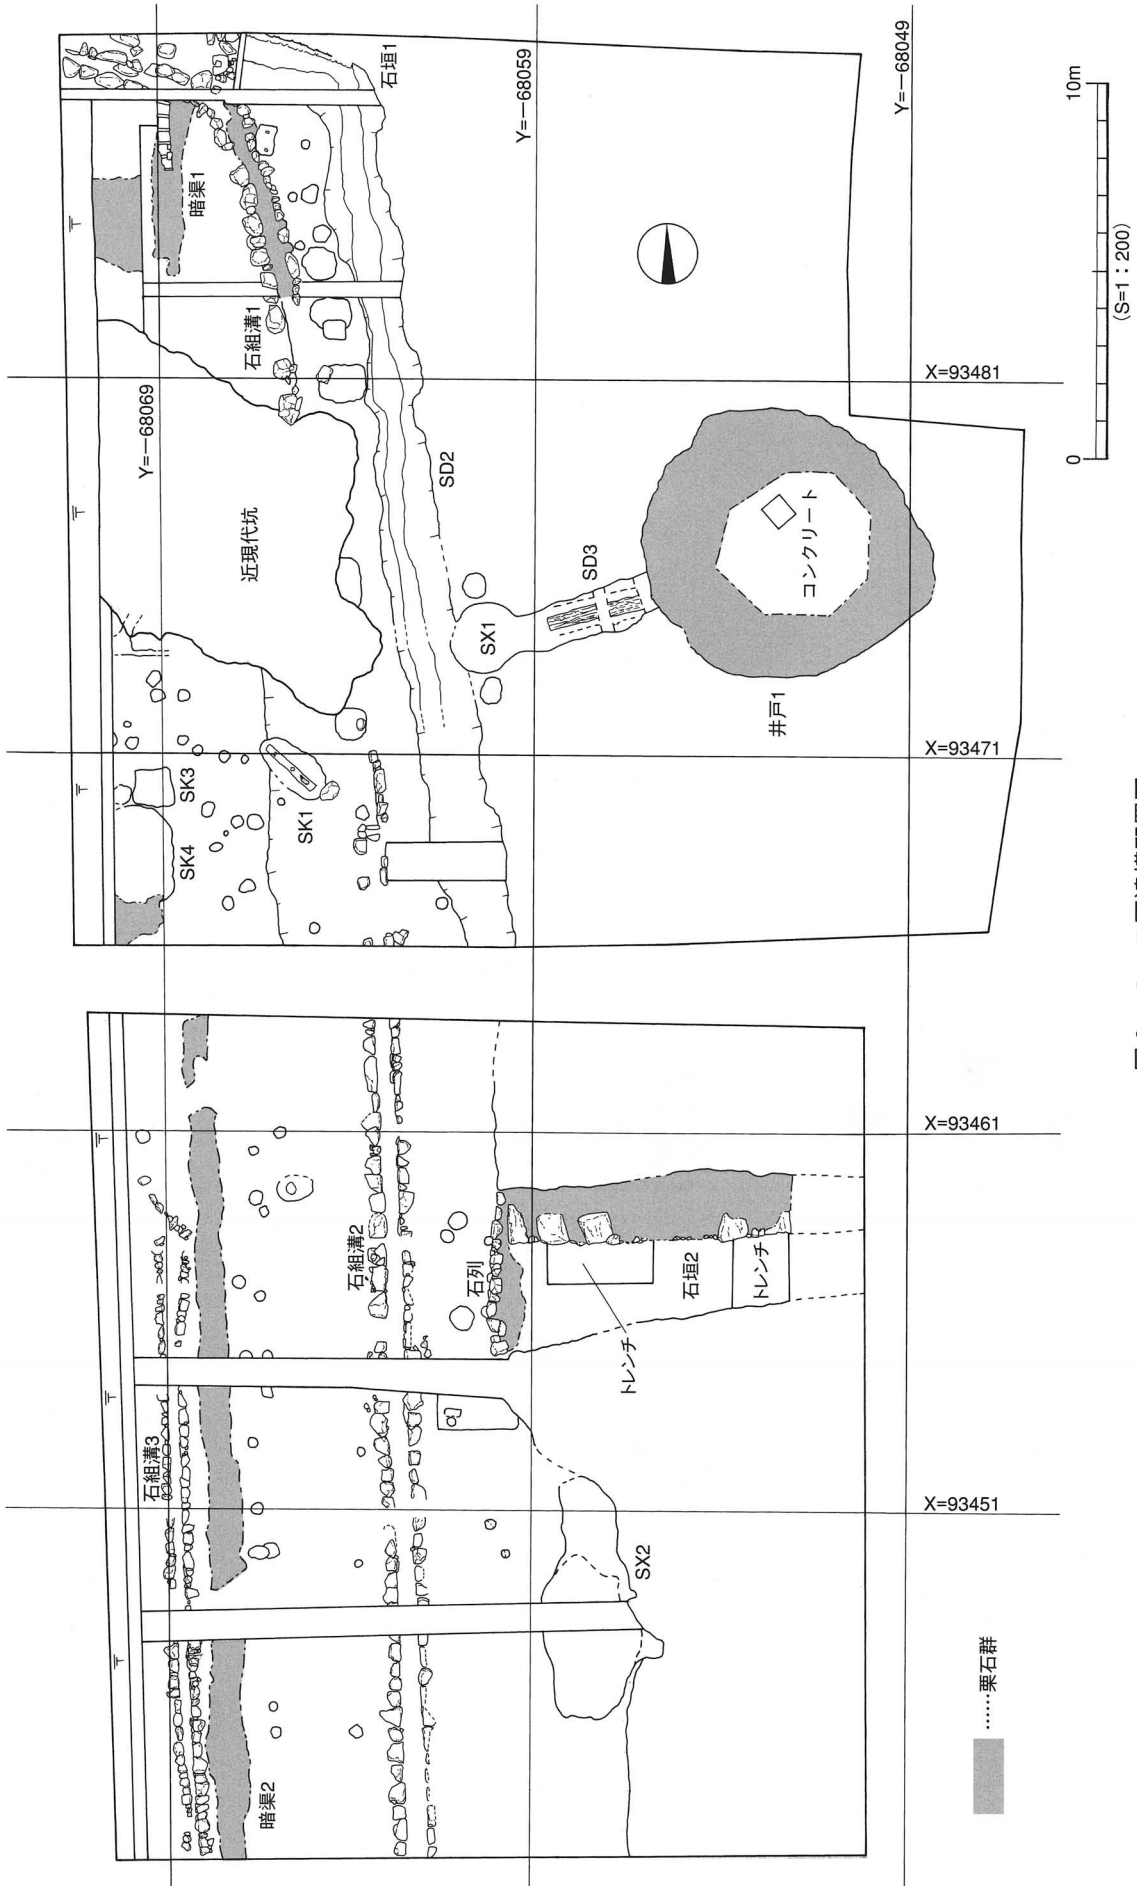 石垣1
暗渠1
石組溝1
Y=—68059
Y=—68049
Y=—68069
X=93481
近現代坑
SD2
SX1
SD3
コンクリート
井戸1
X=93471
SK3
SK4
SK1
0
10m
(S=1:200)
X=93461
石組溝2
石列
石垣2
トレンチ
トレンチ
石組溝3
X=93451
SX2
暗渠2
……栗石群